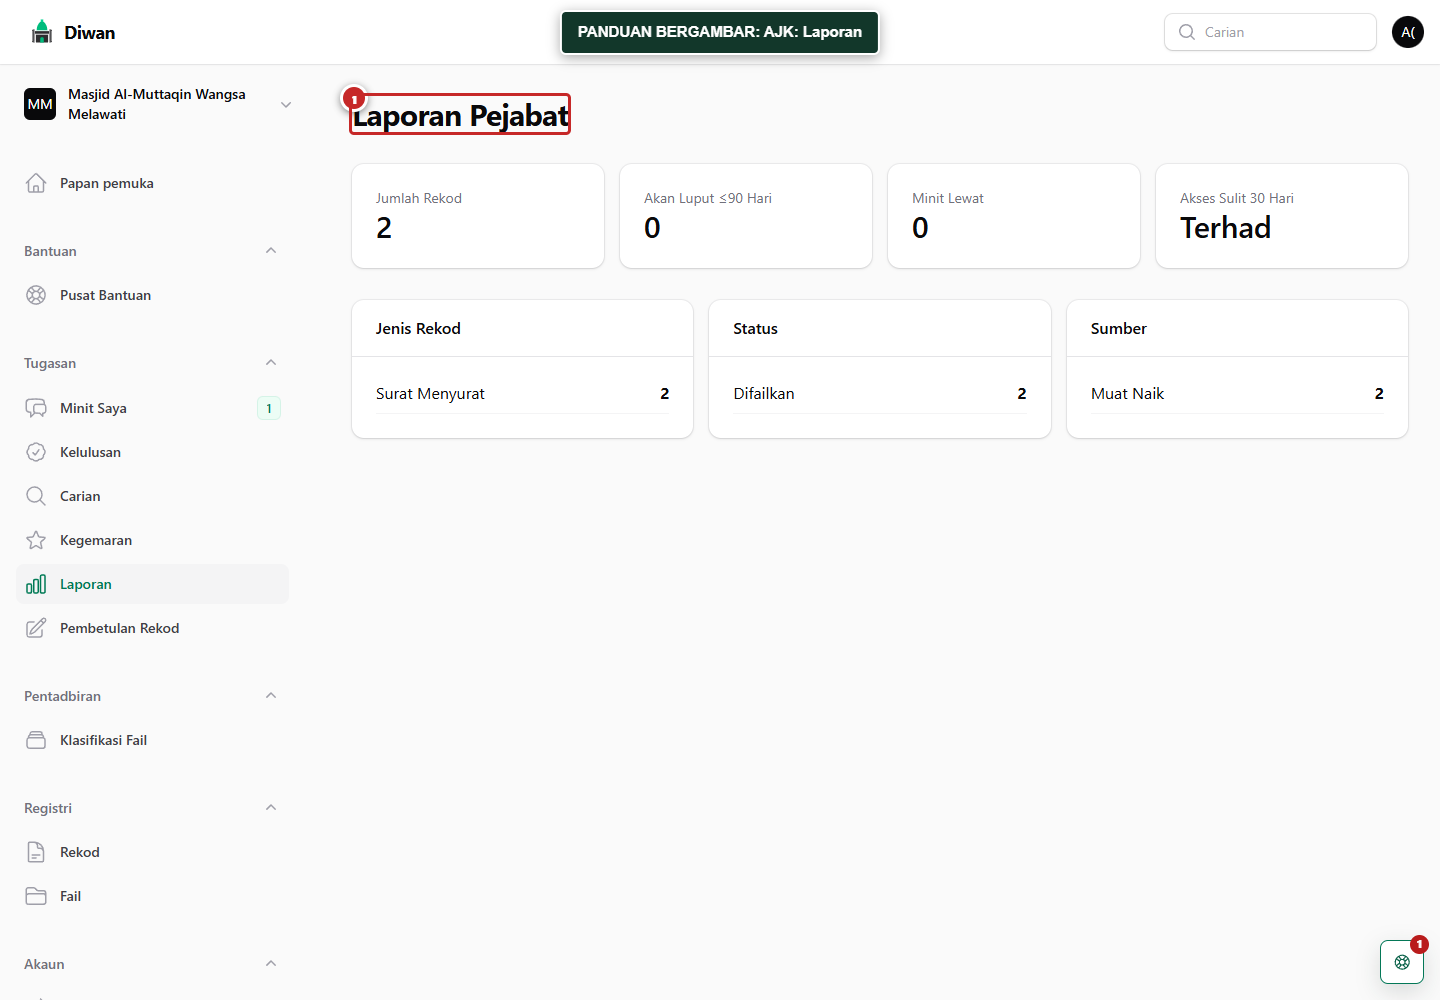 Diwan
PANDUAN BERGAMBAR: AJK: Laporan
Carian
A(
MM
Masjid Al-Muttaqin Wangsa
Melawati
Papan pemuka
Bantuan
Pusat Bantuan
Tugasan
Minit Saya
1
Kelulusan
Carian
Kegemaran
Laporan
Pembetulan Rekod
Pentadbiran
Klasifikasi Fail
Registri
Rekod
Fail
Akaun
1
Laporan Pejabat
Jumlah Rekod
2
Akan Luput ≤90 Hari
0
Minit Lewat
0
Akses Sulit 30 Hari
Terhad
Jenis Rekod
Surat Menyurat 2
Status
Difailkan 2
Sumber
Muat Naik 2
1